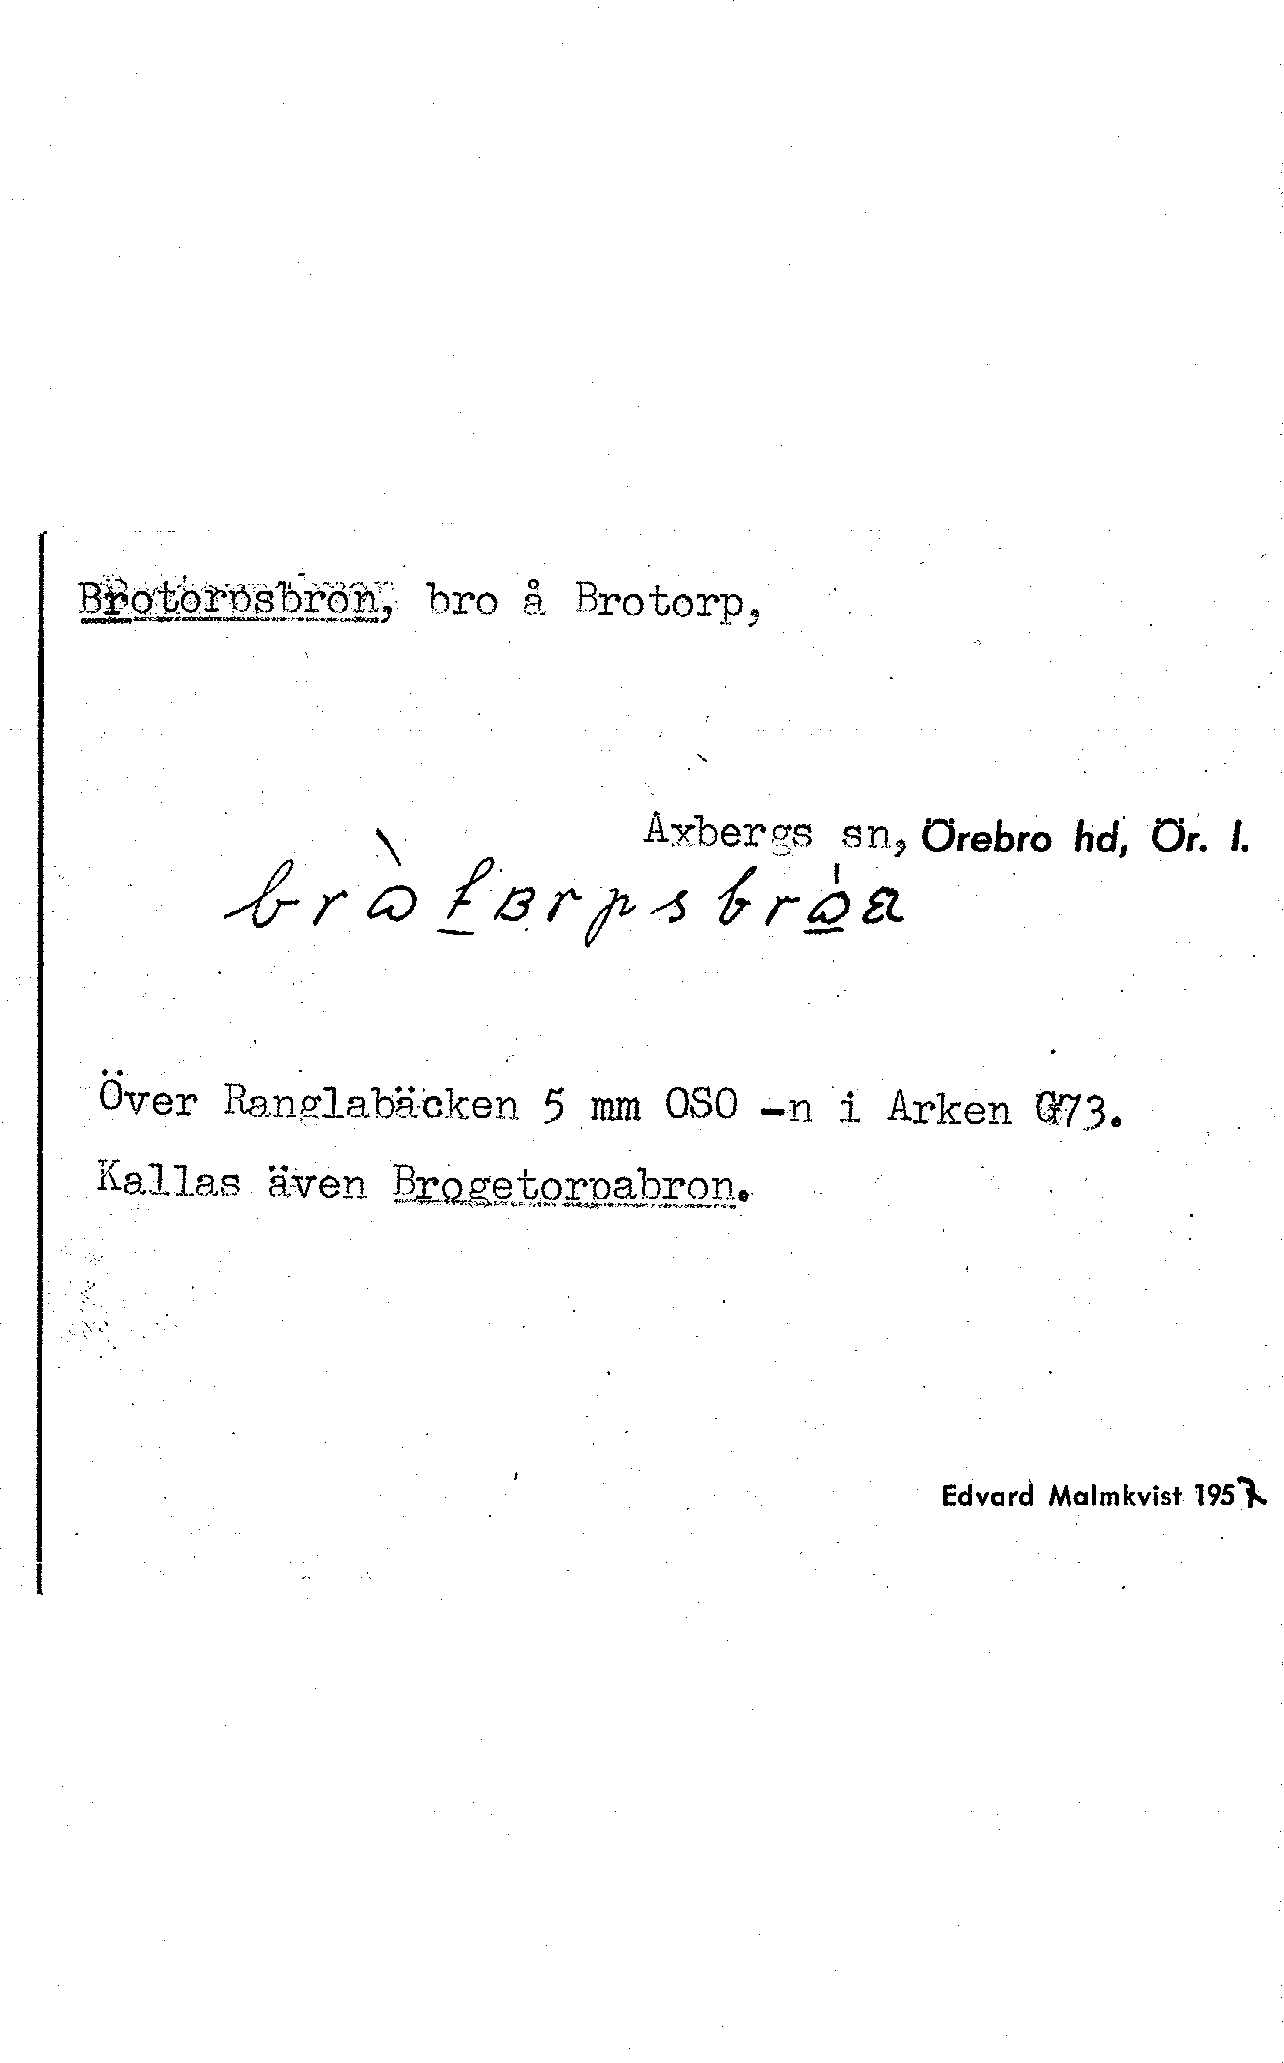 Brotorpsbron, bro å Brotorp,
Axbergs sn, Örebro hd, Ör. l.
Över Ranglabäcken 5 mm OSO -n i Arken G73.
Kallas även Brogetorpabron.
Edvard Malmkvist 1957